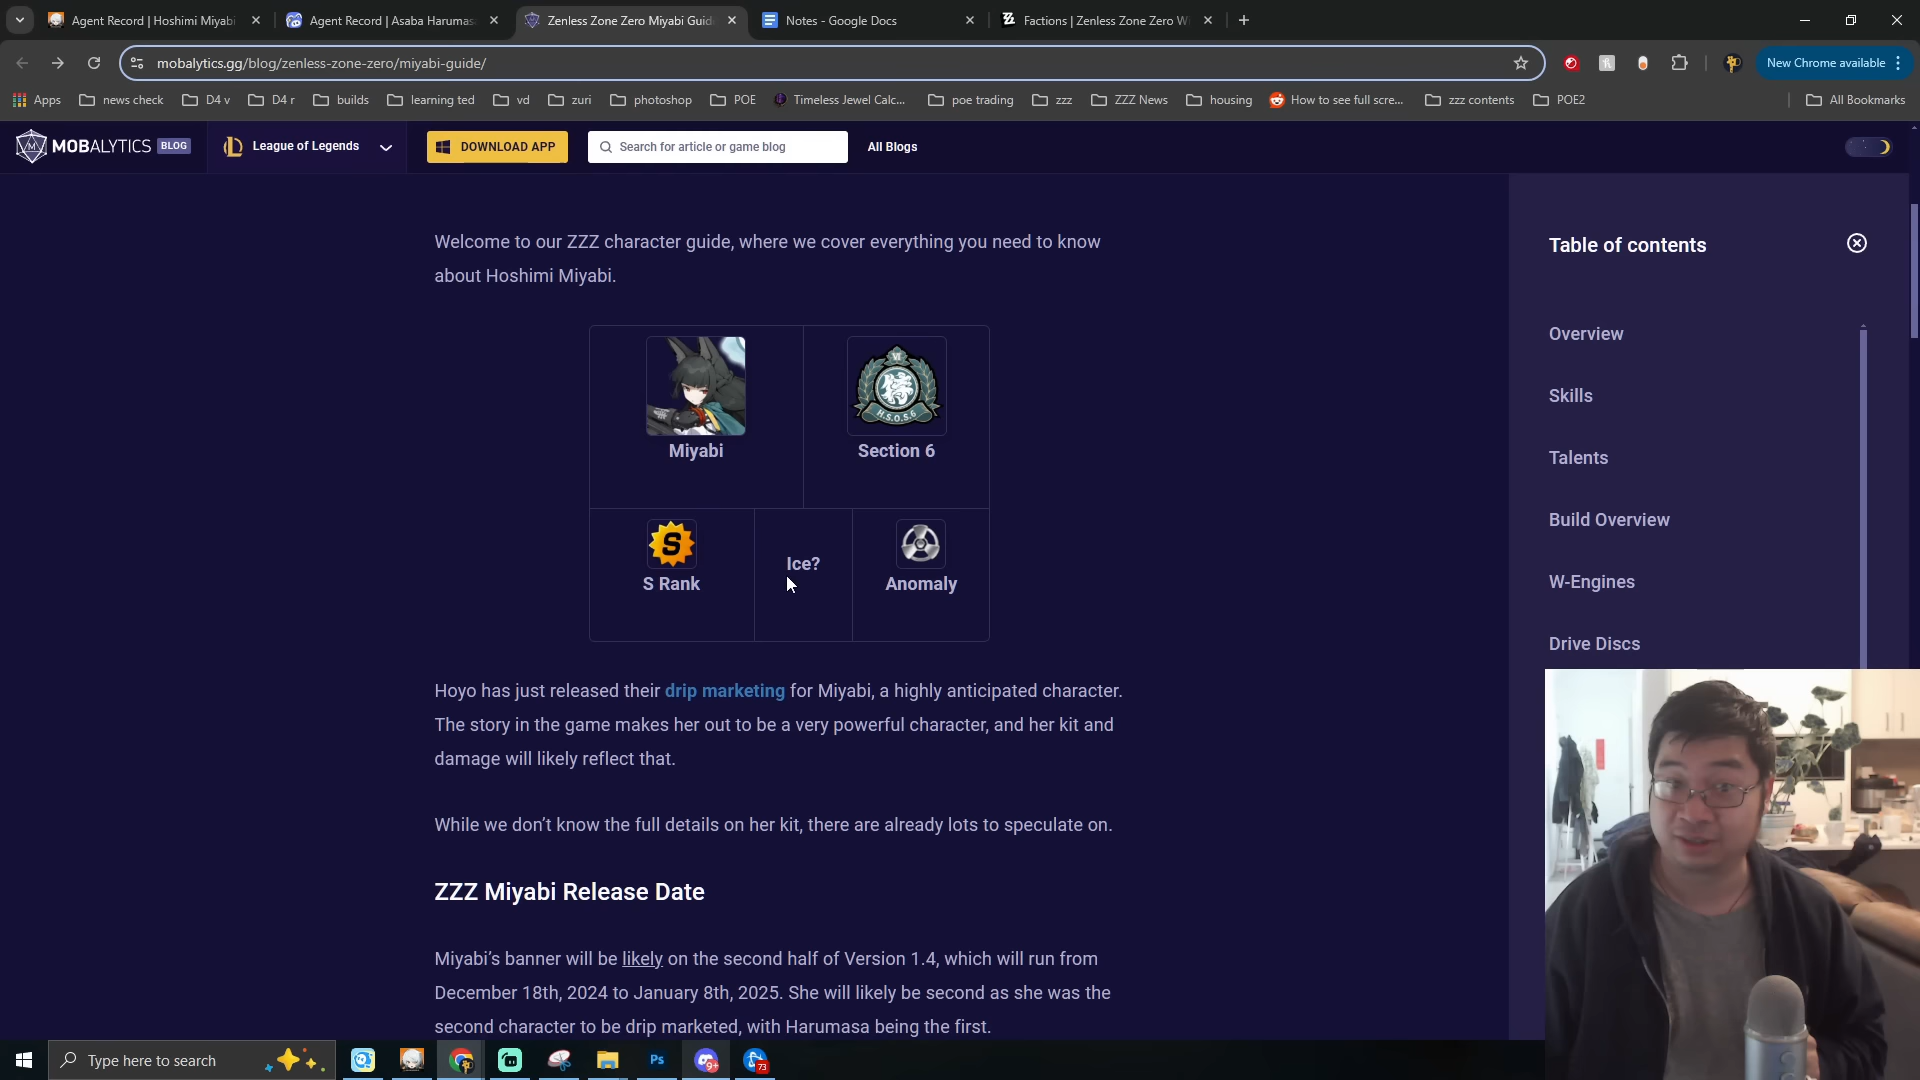 Agent Record | Hoshimi Miyabi
Agent Record | Asaba Harumas
Zenless Zone Zero Miyabi Guid
Notes - Google Docs
Factions | Zenless Zone Zero W
mobalytics.gg/blog/zenless-zone-zero/miyabi-guide/
New Chrome available
Apps
news check
D4 v
D4 r
builds
learning ted
vd
zuri
photoshop
POE
Timeless Jewel Calc...
poe trading
zzz
ZZZ News
housing
How to see full scre...
zzz contents
POE2
All Bookmarks
MOBALYTICS BLOG
League of Legends
DOWNLOAD APP
Search for article or game blog
All Blogs
Welcome to our ZZZ character guide, where we cover everything you need to know
about Hoshimi Miyabi.
VI
H.S.O.S.6
Miyabi
Section 6
S
S Rank
Ice?
Anomaly
Hoyo has just released their drip marketing for Miyabi, a highly anticipated character.
The story in the game makes her out to be a very powerful character, and her kit and
damage will likely reflect that.
While we don’t know the full details on her kit, there are already lots to speculate on.
ZZZ Miyabi Release Date
Miyabi’s banner will be likely on the second half of Version 1.4, which will run from
December 18th, 2024 to January 8th, 2025. She will likely be second as she was the
second character to be drip marketed, with Harumasa being the first.
Table of contents
Overview
Skills
Talents
Build Overview
W-Engines
Drive Discs
Type here to search
Ps
9+
73